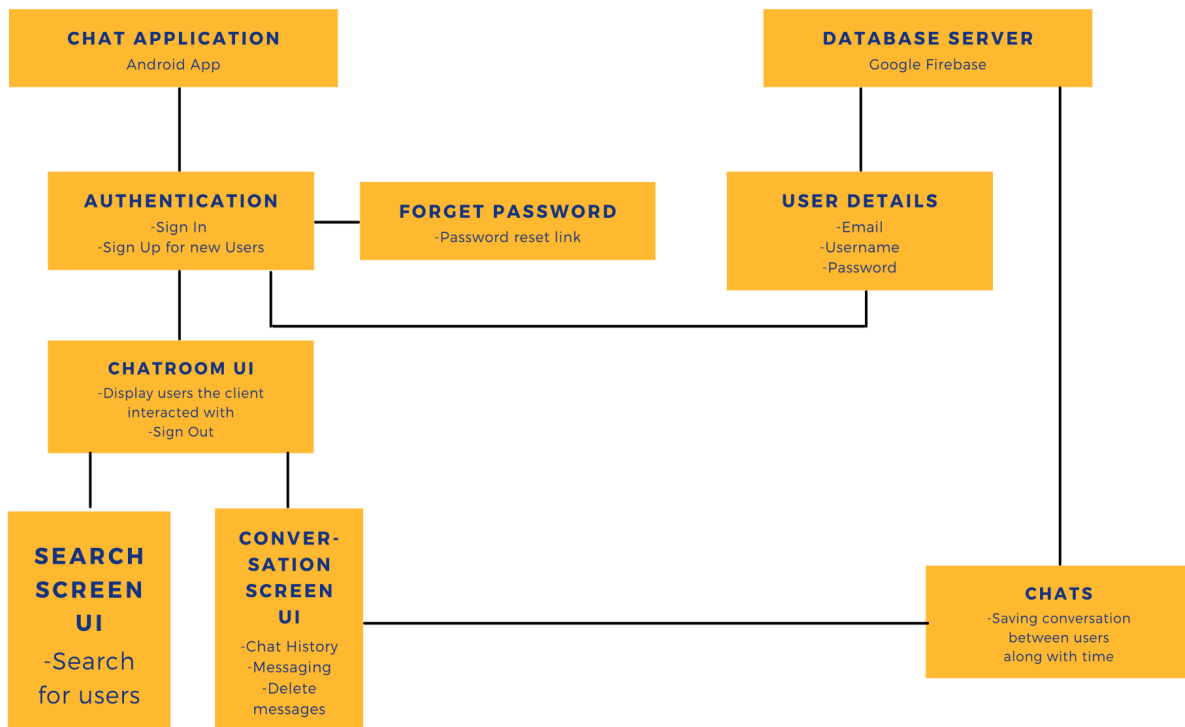 CHAT APPLICATION
Android App
DATABASE SERVER
Google Firebase
AUTHENTICATION
-Sign In
-Sign Up for new Users
FORGET PASSWORD
-Password reset link
USER DETAILS
-Email
-Username
-Password
CHATROOM UI
-Display users the client
interacted with
-Sign Out
SEARCH
SCREEN
UI
-Search
for users
CONVER-
SATION
SCREEN
UI
-Chat History
-Messaging
-Delete
messages
CHATS
-Saving conversation
between users
along with time